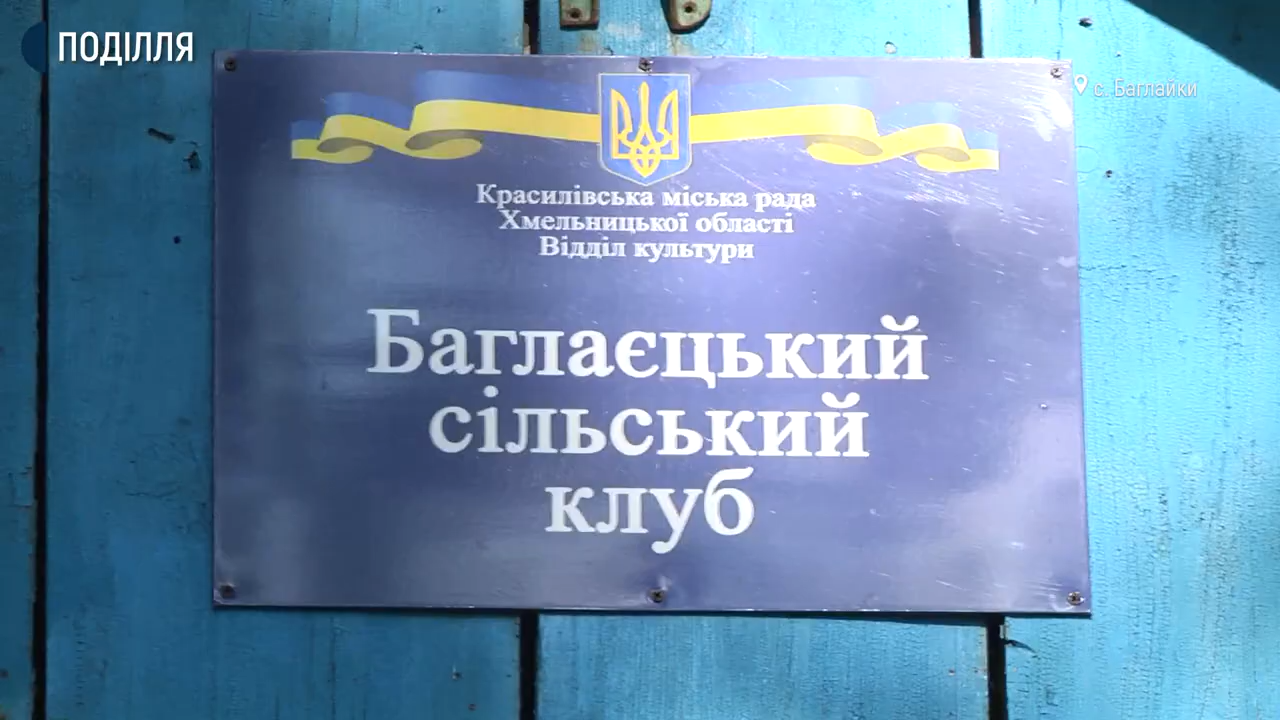 ПОДІЛЛЯ
с. Баглайки
Красилівська міська рада
Хмельницької області
Відділ культури
Баглаєцький
сільський
клуб